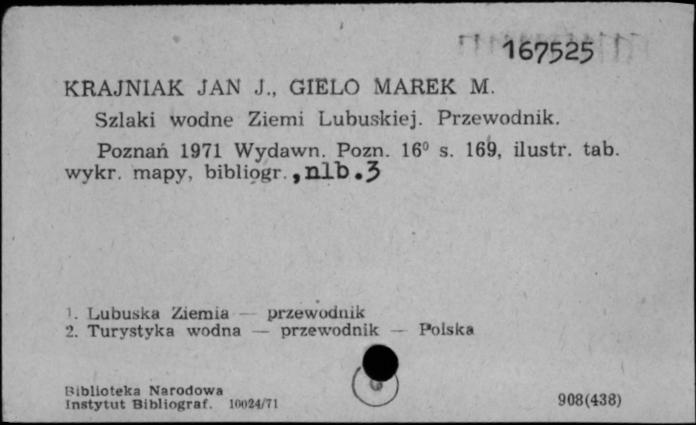 167525
KRAJNIAK JAN J., GIELO MAREK M.
Szlaki wodne Ziemi Lubuskiej. Przewodnik.
Poznań 1971 Wydawn. Pozn. 16⁰ s. 169, ilustr. tab.
wykr. mapy, bibliogr. , nlb. 3
1. Lubuska Ziemia — przewodnik
2. Turystyka wodna — przewodnik — Polska
Biblioteka Narodowa
Instytut Bibliograf. 10024/71
908(438)